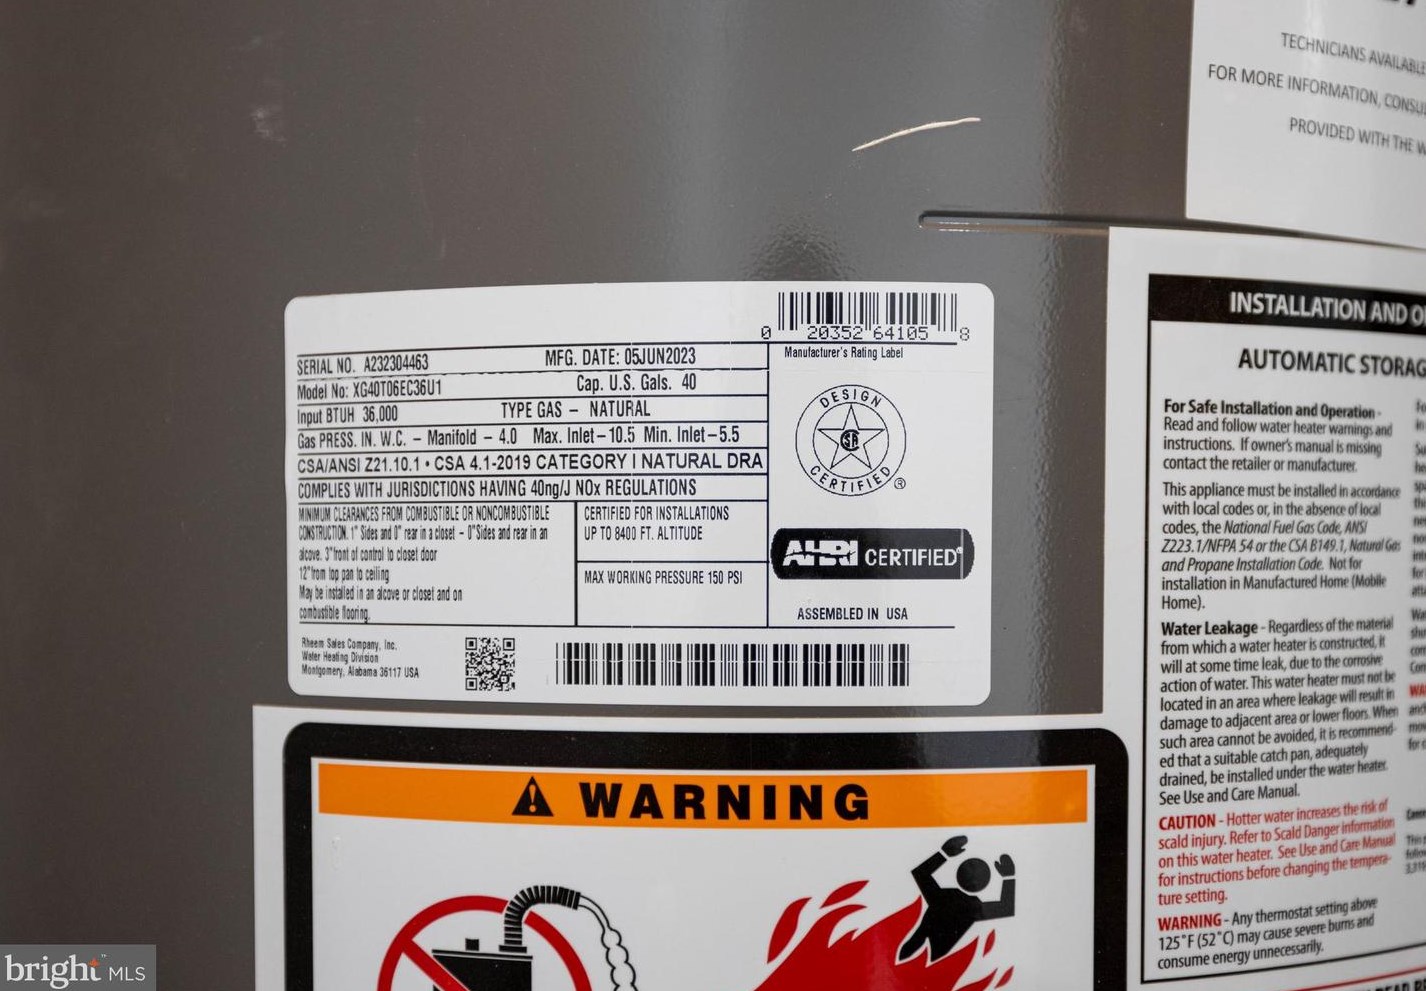 TECHNICIANS AVAILABLE
FOR MORE INFORMATION, CONSU
PROVIDED WITH THE W
0 20352 64105 8
SERIAL NO. A232304463 MFG. DATE: 05JUN2023
Manufacturer's Rating Label
Model No: XG40T06EC36U1 Cap. U.S. Gals. 40
Input BTUH 36,000 TYPE GAS - NATURAL
Gas PRESS. IN. W.C. - Manifold - 4.0 Max. Inlet-10.5 Min. Inlet-5.5
CSA/ANSI Z21.10.1 • CSA 4.1-2019 CATEGORY I NATURAL DRA
COMPLIES WITH JURISDICTIONS HAVING 40ng/J NOx REGULATIONS
MINIMUM CLEARANCES FROM COMBUSTIBLE OR NONCOMBUSTIBLE
CONSTRUCTION. 1" Sides and 0" rear in a closet - 0" Sides and rear in an
alcove. 3" front of control to closet door
12" from top pan to ceiling
May be installed in an alcove or closet and on
combustible flooring.
CERTIFIED FOR INSTALLATIONS
UP TO 8400 FT. ALTITUDE
MAX WORKING PRESSURE 150 PSI
DESIGN
CERTIFIED ®
AHRI CERTIFIED®
ASSEMBLED IN USA
Rheem Sales Company, Inc.
Water Heating Division
Montgomery, Alabama 36117 USA
WARNING
INSTALLATION AND O
AUTOMATIC STORAG
For Safe Installation and Operation -
Read and follow water heater warnings and
instructions. If owner's manual is missing
contact the retailer or manufacturer.
This appliance must be installed in accordance
with local codes or, in the absence of local
codes, the National Fuel Gas Code, ANSI
Z223.1/NFPA 54 or the CSA B149.1, Natural Gas
and Propane Installation Code. Not for
installation in Manufactured Home (Mobile
Home).
Water Leakage - Regardless of the material
from which a water heater is constructed, it
will at some time leak, due to the corrosive
action of water. This water heater must not be
located in an area where leakage will result in
damage to adjacent area or lower floors. When
such area cannot be avoided, it is recommend-
ed that a suitable catch pan, adequately
drained, be installed under the water heater.
See Use and Care Manual.
CAUTION - Hotter water increases the risk of
scald injury. Refer to Scald Danger information
on this water heater. See Use and Care Manual
for instructions before changing the tempera-
ture setting.
WARNING - Any thermostat setting above
125°F (52°C) may cause severe burns and
consume energy unnecessarily.
bright™ MLS